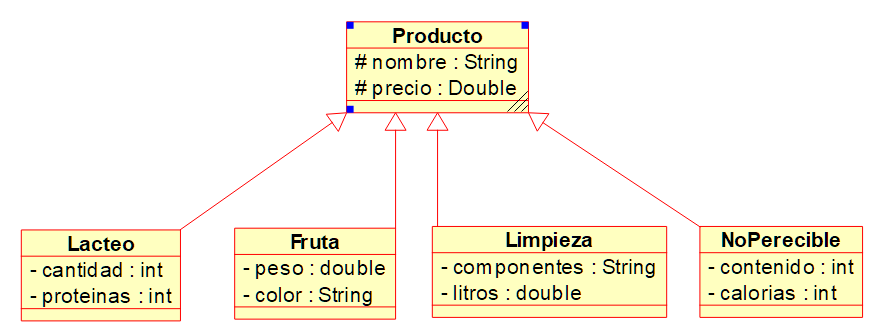 Producto
# nombre : String
# precio : Double
Lacteo
- cantidad : int
- proteinas : int
Fruta
- peso : double
- color : String
Limpieza
- componentes : String
- litros : double
NoPerecible
- contenido : int
- calorias : int